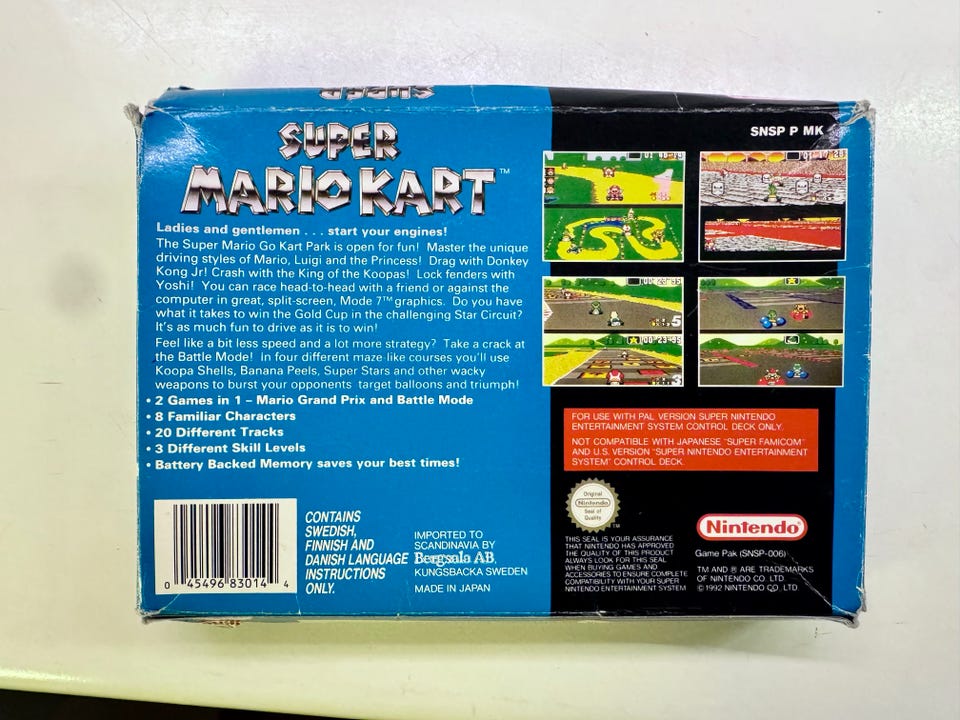 SUPER
SNSP P MK
SUPER
MARIO KART™
Ladies and gentlemen . . . start your engines!
The Super Mario Go Kart Park is open for fun! Master the unique
driving styles of Mario, Luigi and the Princess! Drag with Donkey
Kong Jr! Crash with the King of the Koopas! Lock fenders with
Yoshi! You can race head-to-head with a friend or against the
computer in great, split-screen, Mode 7™ graphics. Do you have
what it takes to win the Gold Cup in the challenging Star Circuit?
It's as much fun to drive as it is to win!
Feel like a bit less speed and a lot more strategy? Take a crack at
the Battle Mode! In four different maze-like courses you'll use
Koopa Shells, Banana Peels, Super Stars and other wacky
weapons to burst your opponents target balloons and triumph!
• 2 Games in 1 – Mario Grand Prix and Battle Mode
• 8 Familiar Characters
• 20 Different Tracks
• 3 Different Skill Levels
• Battery Backed Memory saves your best times!
0 45496 83014 4
CONTAINS
SWEDISH,
FINNISH AND
DANISH LANGUAGE
INSTRUCTIONS
ONLY.
IMPORTED TO
SCANDINAVIA BY
Bergsala AB,
KUNGSBACKA SWEDEN
MADE IN JAPAN
FOR USE WITH PAL VERSION SUPER NINTENDO
ENTERTAINMENT SYSTEM CONTROL DECK ONLY.
NOT COMPATIBLE WITH JAPANESE "SUPER FAMICOM"
AND U.S. VERSION "SUPER NINTENDO ENTERTAINMENT
SYSTEM" CONTROL DECK.
Original
Nintendo
Seal of
Quality
TM
THIS SEAL IS YOUR ASSURANCE
THAT NINTENDO HAS APPROVED
THE QUALITY OF THIS PRODUCT.
ALWAYS LOOK FOR THIS SEAL
WHEN BUYING GAMES AND
ACCESSORIES TO ENSURE COMPLETE
COMPATIBILITY WITH YOUR SUPER
NINTENDO ENTERTAINMENT SYSTEM
Nintendo®
Game Pak (SNSP-006)
TM AND ® ARE TRADEMARKS
OF NINTENDO CO. LTD.
© 1992 NINTENDO CO., LTD.